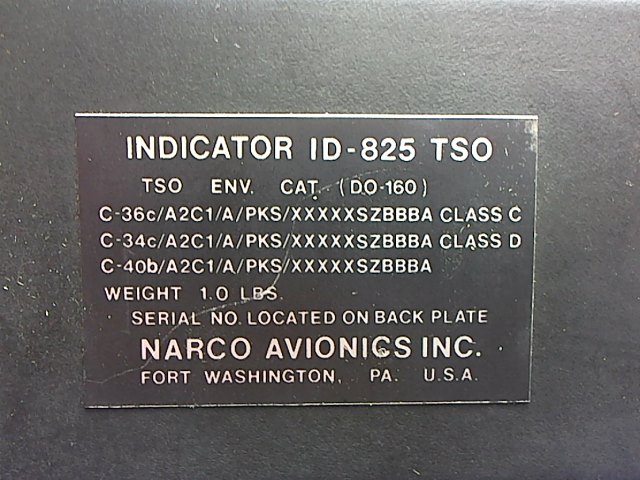 INDICATOR ID-825 TSO
TSO ENV. CAT. (DO-160)
C-36c/A2C1/A/PKS/XXXXXSZBBBA CLASS C
C-34c/A2C1/A/PKS/XXXXXSZBBBA CLASS D
C-40b/A2C1/A/PKS/XXXXXSZBBBA
WEIGHT 1.0 LBS.
SERIAL NO. LOCATED ON BACK PLATE
NARCO AVIONICS INC.
FORT WASHINGTON, PA. U.S.A.